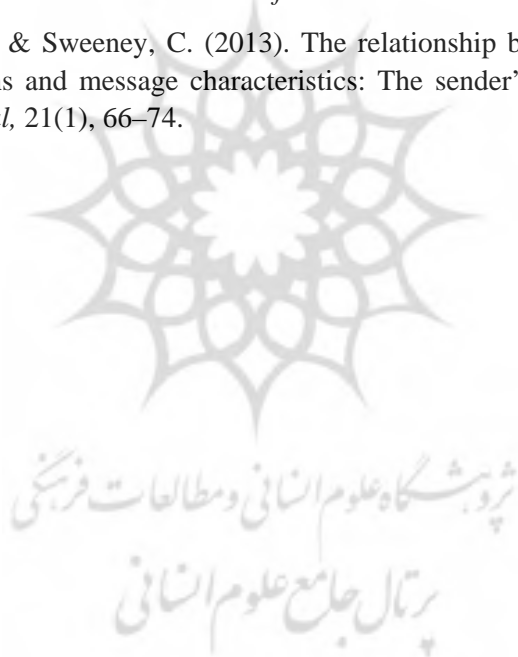 & Sweeney, C. (2013). The relationship b
s and message characteristics: The sender'
l, 21(1), 66–74.
پژوهشگاه علوم انسانی و مطالعات فرهنگی
پرتال جامع علوم انسانی